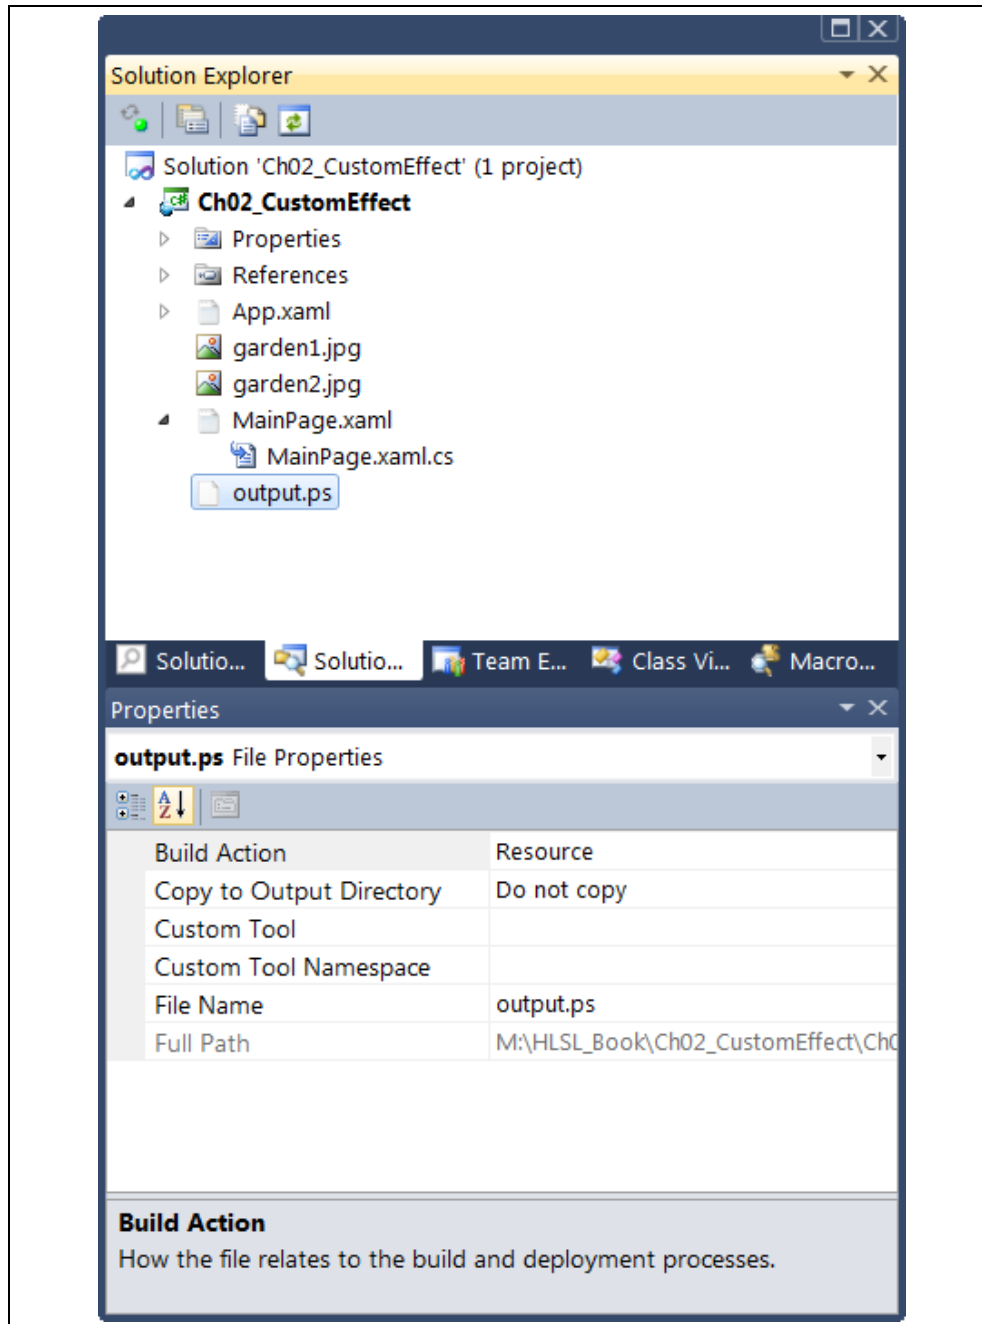 Solution Explorer
Solution 'Ch02_CustomEffect' (1 project)
Ch02_CustomEffect
Properties
References
App.xaml
garden1.jpg
garden2.jpg
MainPage.xaml
MainPage.xaml.cs
output.ps
Solutio... Solutio... Team E... Class Vi... Macro...
Properties
output.ps File Properties
Build Action Resource
Copy to Output Directory Do not copy
Custom Tool
Custom Tool Namespace
File Name output.ps
Full Path M:\HLSL_Book\Ch02_CustomEffect\Ch0
Build Action
How the file relates to the build and deployment processes.